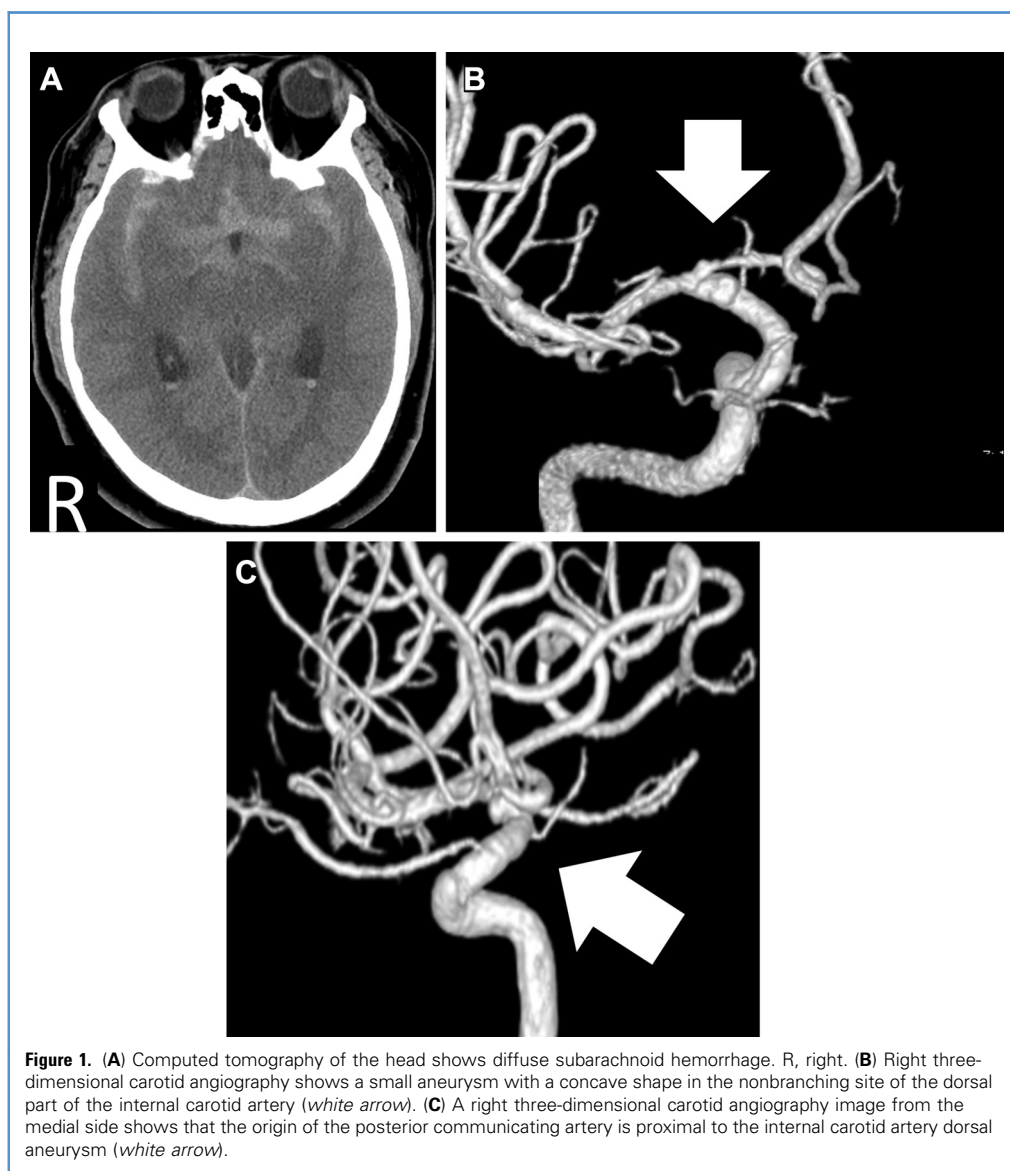 A
B
R
C
Figure 1. (A) Computed tomography of the head shows diffuse subarachnoid hemorrhage. R, right. (B) Right three-
dimensional carotid angiography shows a small aneurysm with a concave shape in the nonbranching site of the dorsal
part of the internal carotid artery (white arrow). (C) A right three-dimensional carotid angiography image from the
medial side shows that the origin of the posterior communicating artery is proximal to the internal carotid artery dorsal
aneurysm (white arrow).